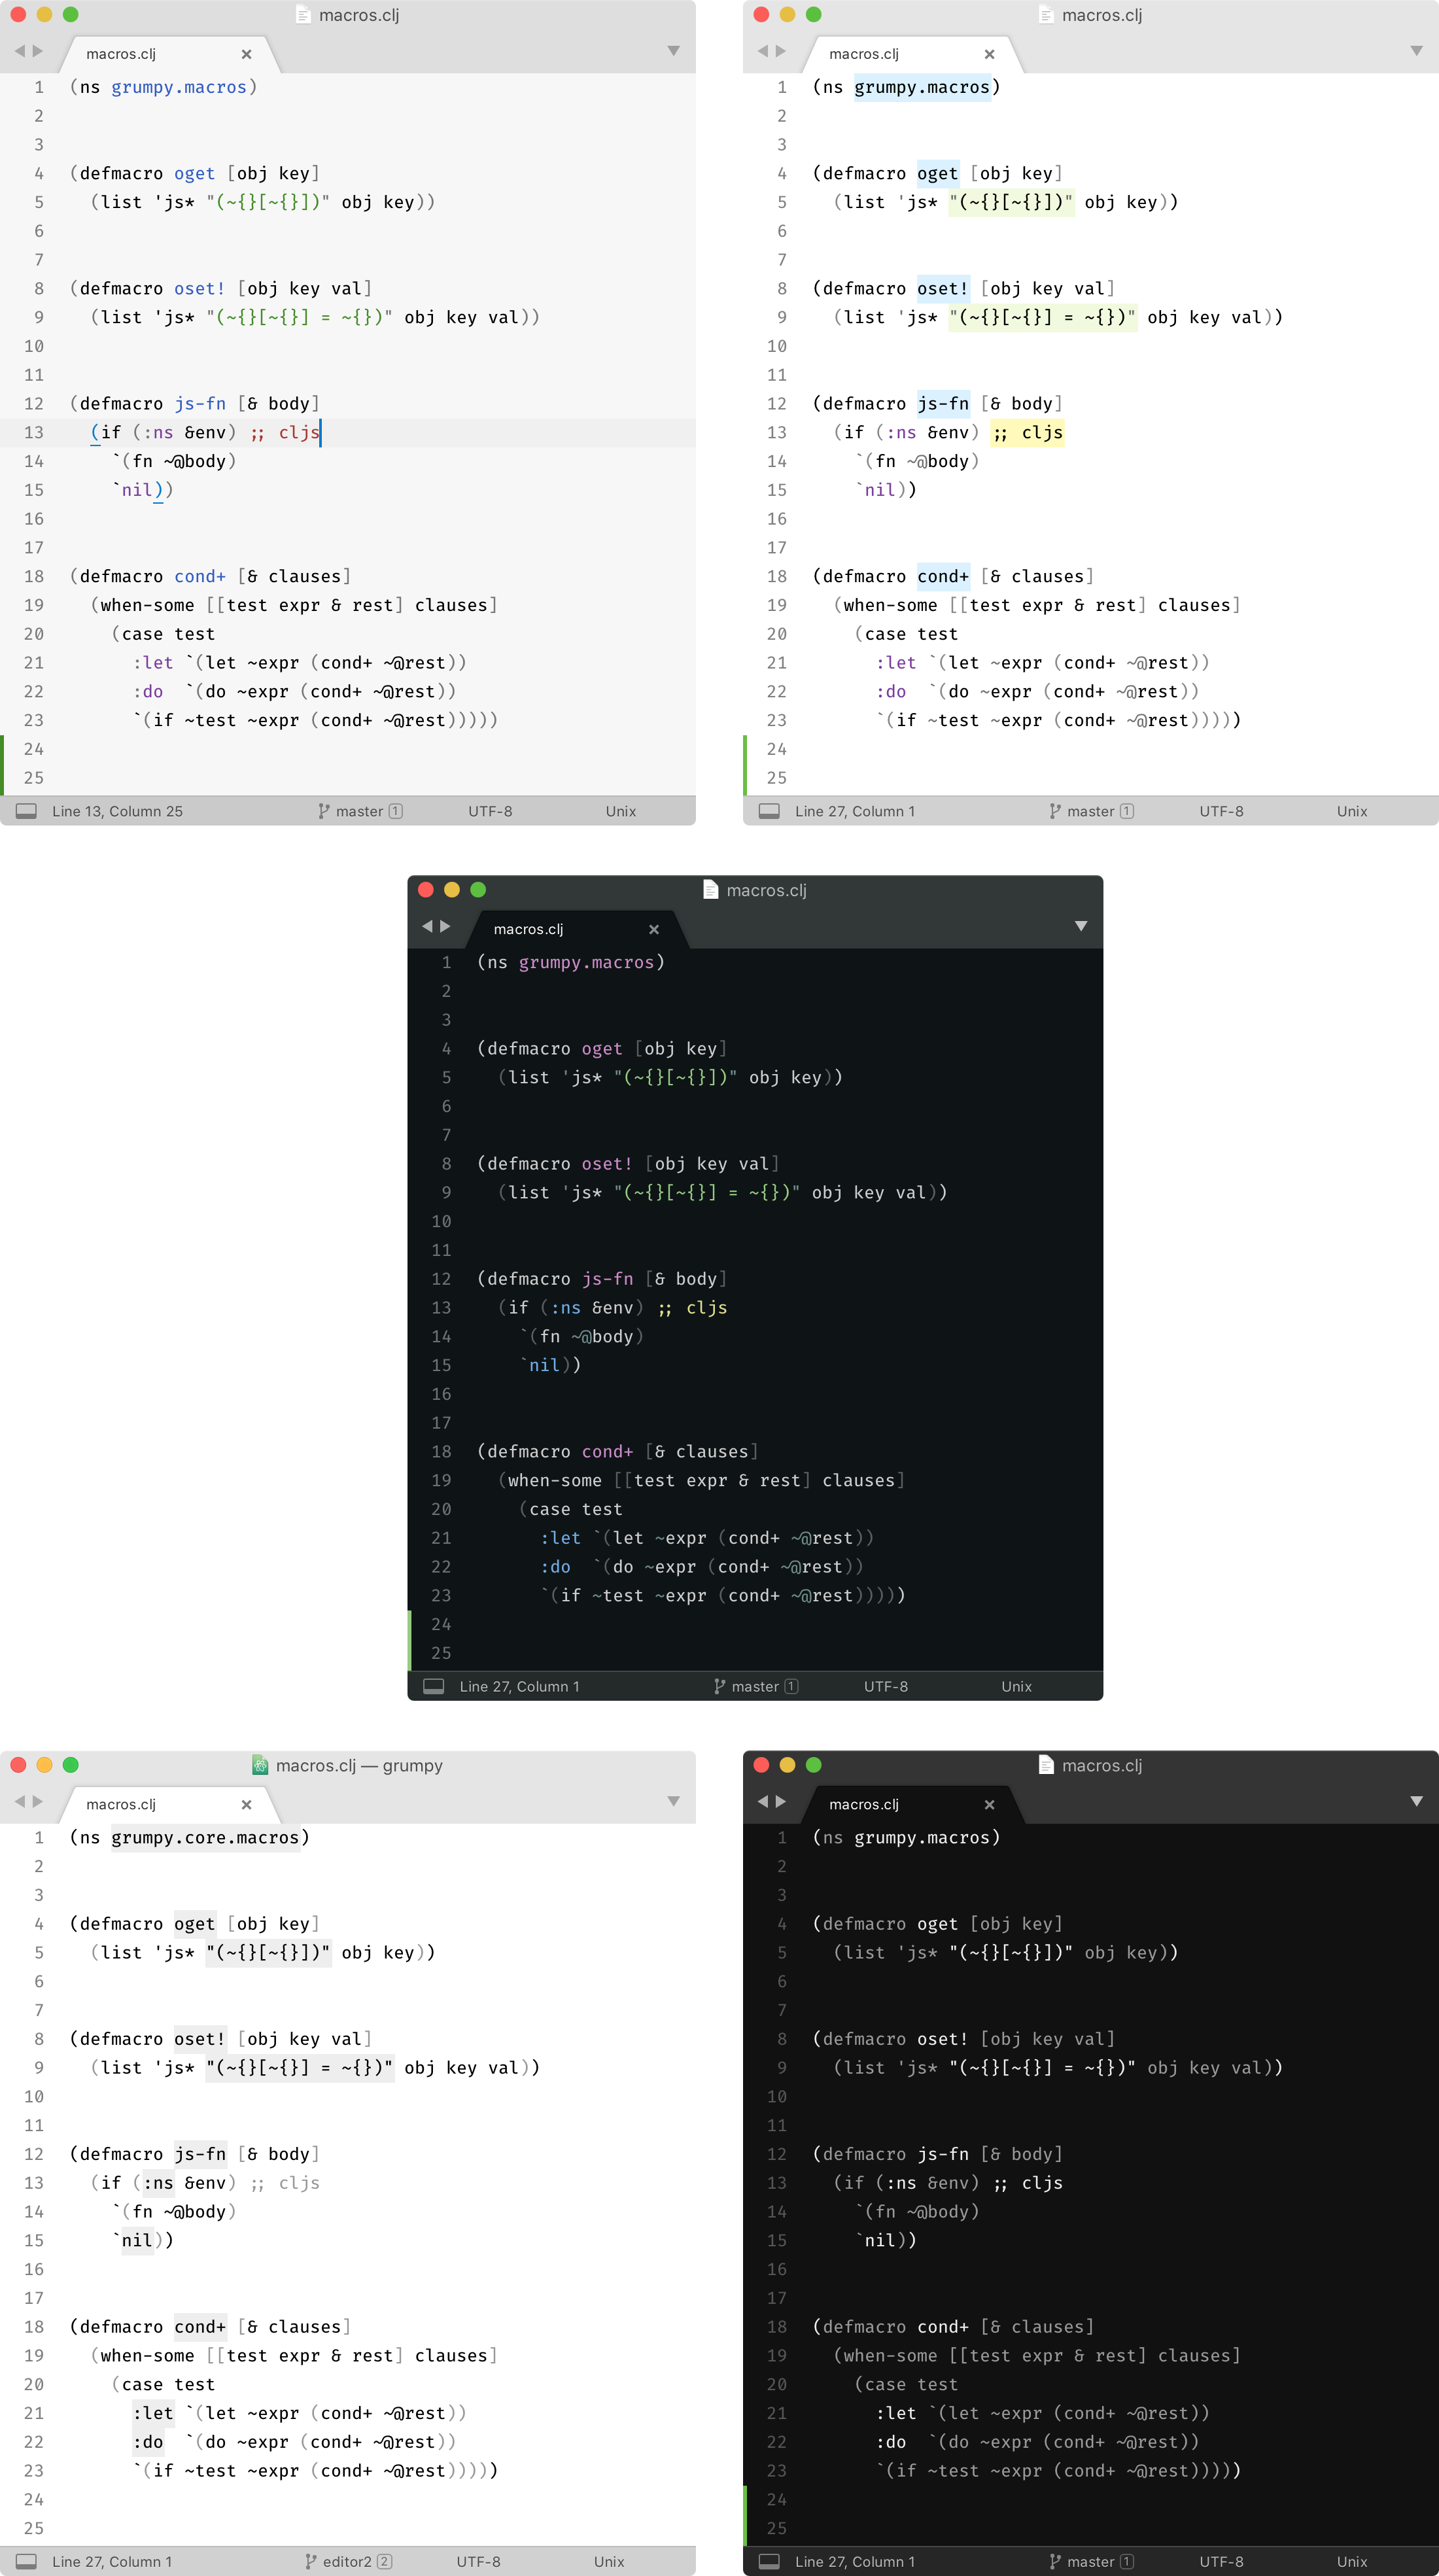 macros.clj
macros.clj ×
1 (ns grumpy.macros)
2
3
4 (defmacro oget [obj key]
5   (list 'js* "(~{}[~{}])" obj key))
6
7
8 (defmacro oset! [obj key val]
9   (list 'js* "(~{}[~{}] = ~{})" obj key val))
10
11
12 (defmacro js-fn [& body]
13   (if (:ns &env) ;; cljs
14     `(fn ~@body)
15     `nil))
16
17
18 (defmacro cond+ [& clauses]
19   (when-some [[test expr & rest] clauses]
20     (case test
21       :let `(let ~expr (cond+ ~@rest))
22       :do  `(do ~expr (cond+ ~@rest))
23       `(if ~test ~expr (cond+ ~@rest)))))
24
25
Line 13, Column 25 master 1 UTF-8 Unix
macros.clj
macros.clj ×
1 (ns grumpy.macros)
2
3
4 (defmacro oget [obj key]
5   (list 'js* "(~{}[~{}])" obj key))
6
7
8 (defmacro oset! [obj key val]
9   (list 'js* "(~{}[~{}] = ~{})" obj key val))
10
11
12 (defmacro js-fn [& body]
13   (if (:ns &env) ;; cljs
14     `(fn ~@body)
15     `nil))
16
17
18 (defmacro cond+ [& clauses]
19   (when-some [[test expr & rest] clauses]
20     (case test
21       :let `(let ~expr (cond+ ~@rest))
22       :do  `(do ~expr (cond+ ~@rest))
23       `(if ~test ~expr (cond+ ~@rest)))))
24
25
Line 27, Column 1 master 1 UTF-8 Unix
macros.clj
macros.clj ×
1 (ns grumpy.macros)
2
3
4 (defmacro oget [obj key]
5   (list 'js* "(~{}[~{}])" obj key))
6
7
8 (defmacro oset! [obj key val]
9   (list 'js* "(~{}[~{}] = ~{})" obj key val))
10
11
12 (defmacro js-fn [& body]
13   (if (:ns &env) ;; cljs
14     `(fn ~@body)
15     `nil))
16
17
18 (defmacro cond+ [& clauses]
19   (when-some [[test expr & rest] clauses]
20     (case test
21       :let `(let ~expr (cond+ ~@rest))
22       :do  `(do ~expr (cond+ ~@rest))
23       `(if ~test ~expr (cond+ ~@rest)))))
24
25
Line 27, Column 1 master 1 UTF-8 Unix
macros.clj — grumpy
macros.clj ×
1 (ns grumpy.core.macros)
2
3
4 (defmacro oget [obj key]
5   (list 'js* "(~{}[~{}])" obj key))
6
7
8 (defmacro oset! [obj key val]
9   (list 'js* "(~{}[~{}] = ~{})" obj key val))
10
11
12 (defmacro js-fn [& body]
13   (if (:ns &env) ;; cljs
14     `(fn ~@body)
15     `nil))
16
17
18 (defmacro cond+ [& clauses]
19   (when-some [[test expr & rest] clauses]
20     (case test
21       :let `(let ~expr (cond+ ~@rest))
22       :do  `(do ~expr (cond+ ~@rest))
23       `(if ~test ~expr (cond+ ~@rest)))))
24
25
Line 27, Column 1 editor2 2 UTF-8 Unix
macros.clj
macros.clj ×
1 (ns grumpy.macros)
2
3
4 (defmacro oget [obj key]
5   (list 'js* "(~{}[~{}])" obj key))
6
7
8 (defmacro oset! [obj key val]
9   (list 'js* "(~{}[~{}] = ~{})" obj key val))
10
11
12 (defmacro js-fn [& body]
13   (if (:ns &env) ;; cljs
14     `(fn ~@body)
15     `nil))
16
17
18 (defmacro cond+ [& clauses]
19   (when-some [[test expr & rest] clauses]
20     (case test
21       :let `(let ~expr (cond+ ~@rest))
22       :do  `(do ~expr (cond+ ~@rest))
23       `(if ~test ~expr (cond+ ~@rest)))))
24
25
Line 27, Column 1 master 1 UTF-8 Unix